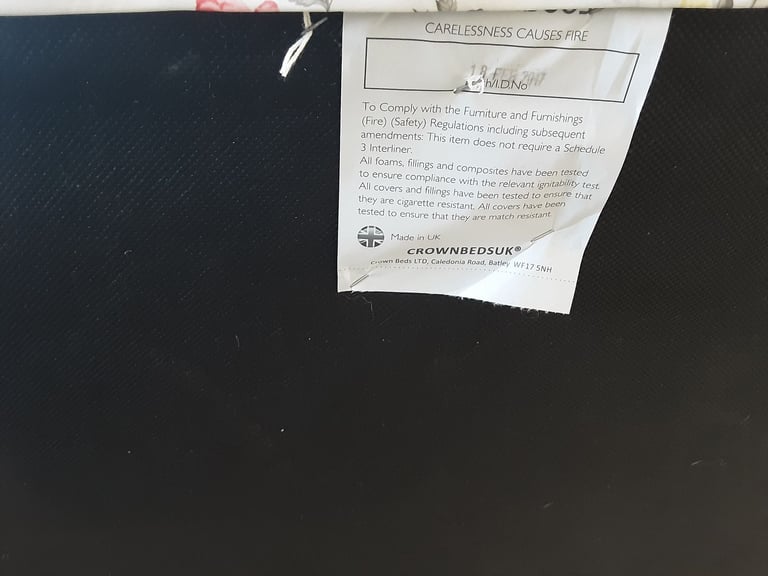 CARELESSNESS CAUSES FIRE
18 FEB 2017
h/I.D.No
To Comply with the Furniture and Furnishings
(Fire) (Safety) Regulations including subsequent
amendments: This item does not require a Schedule
3 Interliner.
All foams, fillings and composites have been tested
to ensure compliance with the relevant ignitability test.
All covers and fillings have been tested to ensure that
they are cigarette resistant. All covers have been
tested to ensure that they are match resistant
Made in UK
CROWNBEDSUK®
Crown Beds LTD, Caledonia Road, Batley WF17 5NH